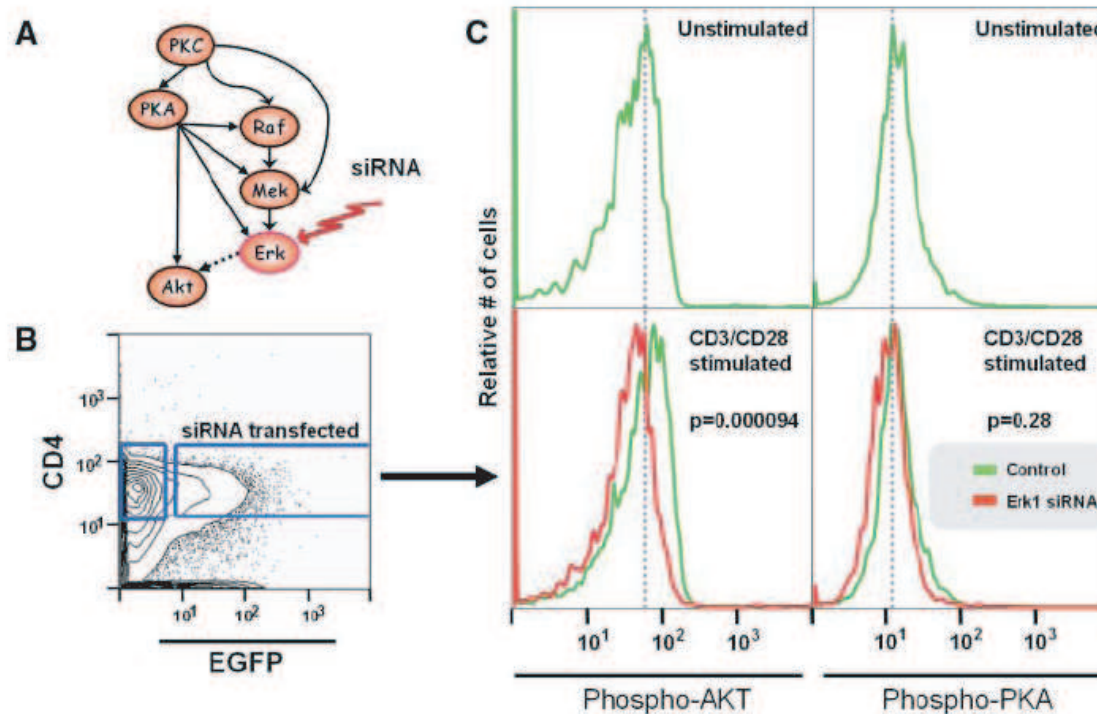 A
PKC
PKA
Raf
Mek
Erk
Akt
siRNA
B
CD4
10³
10²
10¹
siRNA transfected
10¹ 10² 10³
EGFP
C
Relative # of cells
Unstimulated
Unstimulated
CD3/CD28
stimulated
p=0.000094
CD3/CD28
stimulated
p=0.28
Control
Erk1 siRNA
10¹ 10² 10³
10¹ 10² 10³
Phospho-AKT
Phospho-PKA